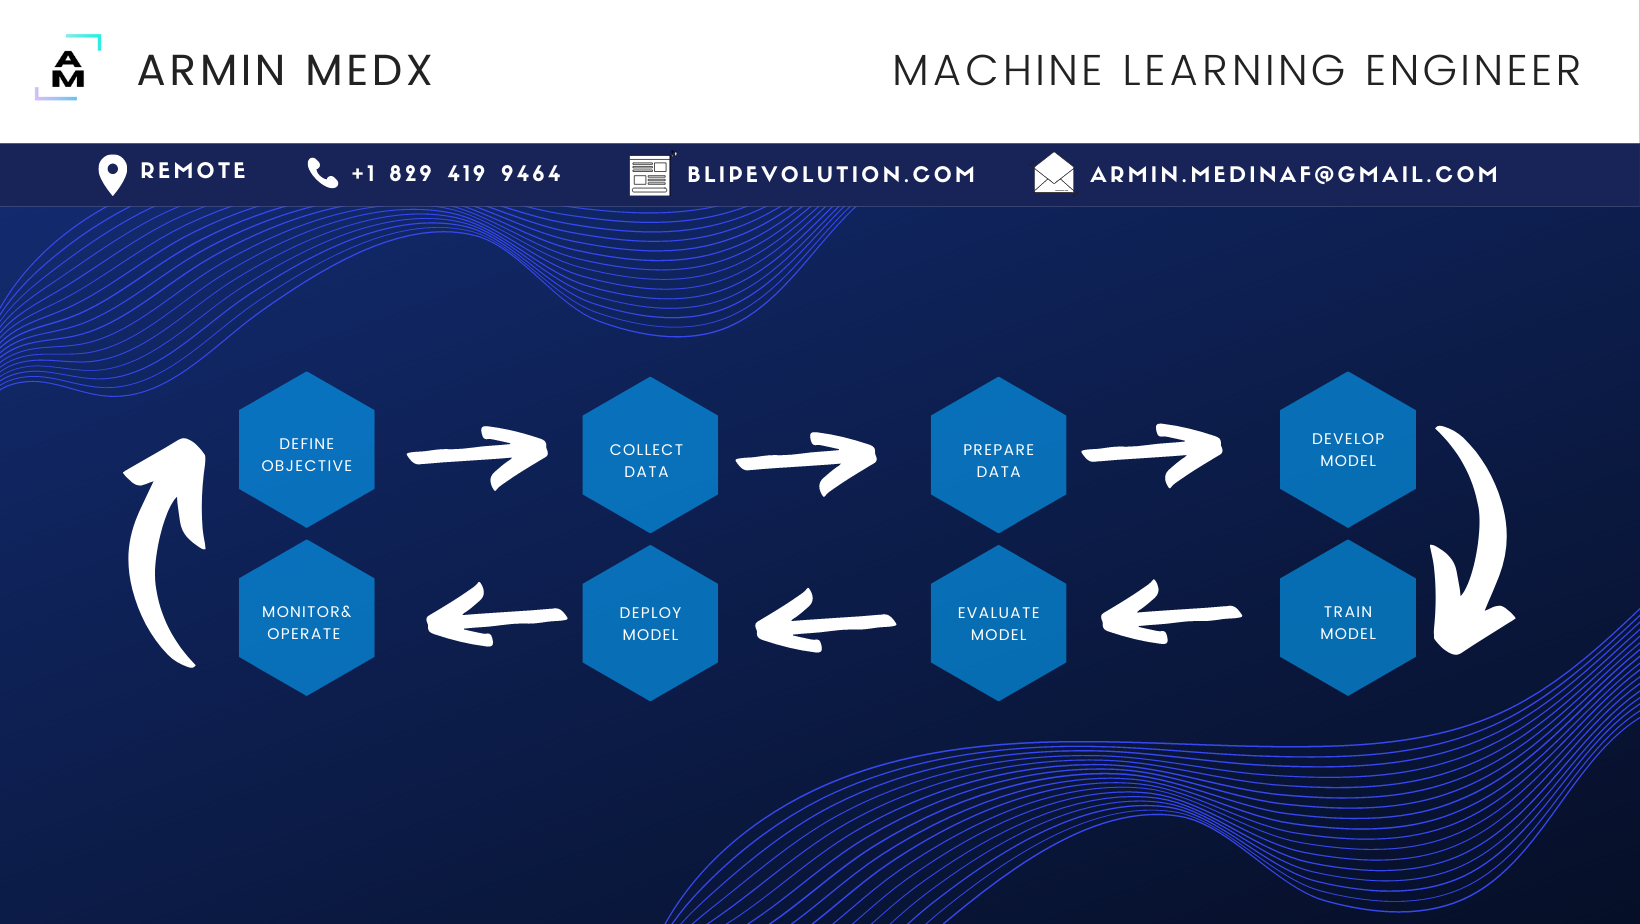 AM
ARMIN MEDX
MACHINE LEARNING ENGINEER
REMOTE
+1 829 419 9464
BLIPEVOLUTION.COM
ARMIN.MEDINAF@GMAIL.COM
DEFINE
OBJECTIVE
COLLECT
DATA
PREPARE
DATA
DEVELOP
MODEL
MONITOR&
OPERATE
DEPLOY
MODEL
EVALUATE
MODEL
TRAIN
MODEL